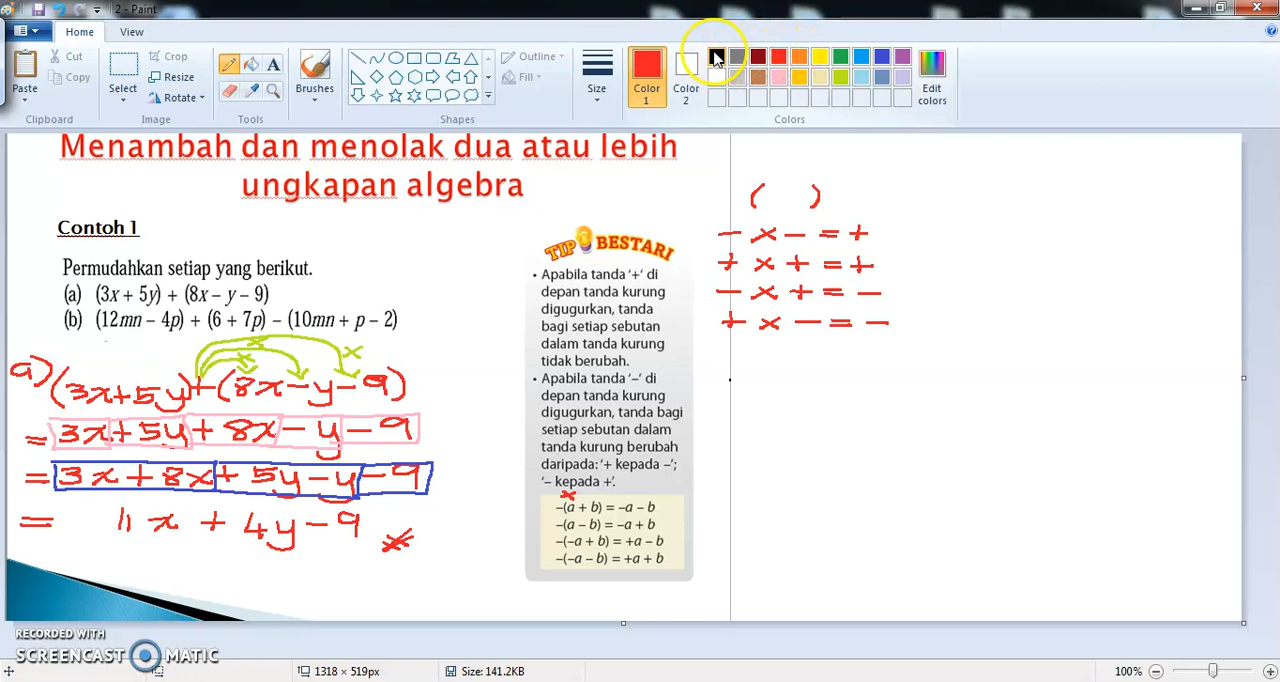 2 - Paint
Home View
Paste
Cut
Copy
Clipboard
Select
Crop
Resize
Rotate
Image
A
Tools
Brushes
Outline
Fill
Shapes
Size
Color 1
Color 2
Edit colors
Colors
Menambah dan menolak dua atau lebih
ungkapan algebra
Contoh 1
Permudahkan setiap yang berikut.
(a) (3x + 5y) + (8x – y – 9)
(b) (12mn – 4p) + (6 + 7p) – (10mn + p – 2)
a) (3x+5y)+(8x-y-9)
= 3x+5y+8x-y-9
= 3x+8x+5y-y-9
= 11x + 4y-9
TIP BESTARI
• Apabila tanda '+' di
depan tanda kurung
digugurkan, tanda
bagi setiap sebutan
dalam tanda kurung
tidak berubah.
• Apabila tanda '–' di
depan tanda kurung
digugurkan, tanda bagi
setiap sebutan dalam
tanda kurung berubah
daripada: '+ kepada –';
'– kepada +'.
–(a + b) = –a – b
–(a – b) = –a + b
–(–a + b) = +a – b
–(–a – b) = +a + b
( )
- x - = +
+ x + = +
- x + = -
+ x - = -
RECORDED WITH
SCREENCAST MATIC
1318 × 519px
Size: 141.2KB
100%